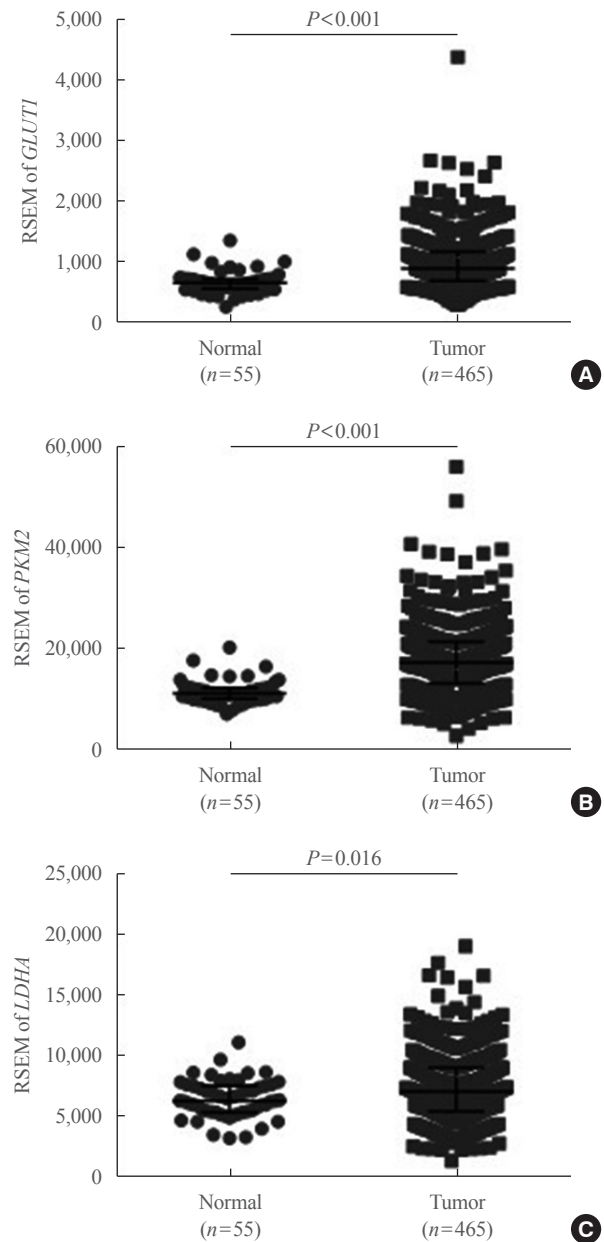 P<0.001
5,000
4,000
3,000
2,000
1,000
0
RSEM of GLUT1
Normal
(n=55)
Tumor
(n=465)
A
P<0.001
60,000
40,000
20,000
0
RSEM of PKM2
Normal
(n=55)
Tumor
(n=465)
B
P=0.016
25,000
20,000
15,000
10,000
5,000
0
RSEM of LDHA
Normal
(n=55)
Tumor
(n=465)
C